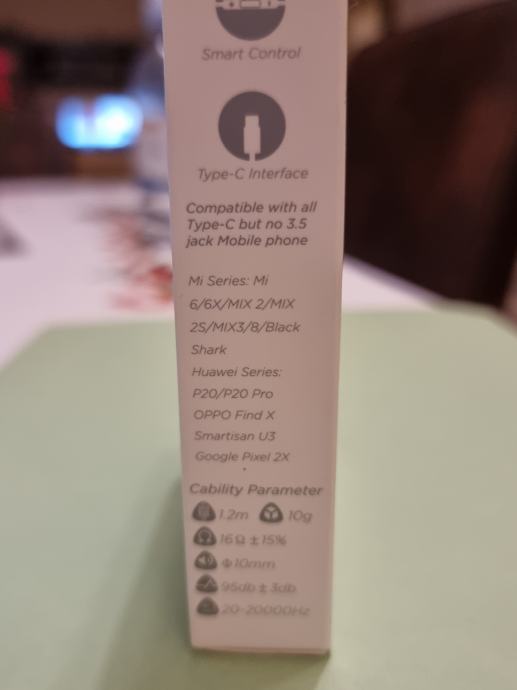 Smart Control
Type-C Interface
Compatible with all
Type-C but no 3.5
jack Mobile phone
Mi Series: Mi
6/6X/MIX 2/MIX
2S/MIX3/8/Black
Shark
Huawei Series:
P20/P20 Pro
OPPO Find X
Smartisan U3
Google Pixel 2X
Cability Parameter
1.2m 10g
16Ω ±15%
Φ10mm
95db ± 3db
20-20000Hz